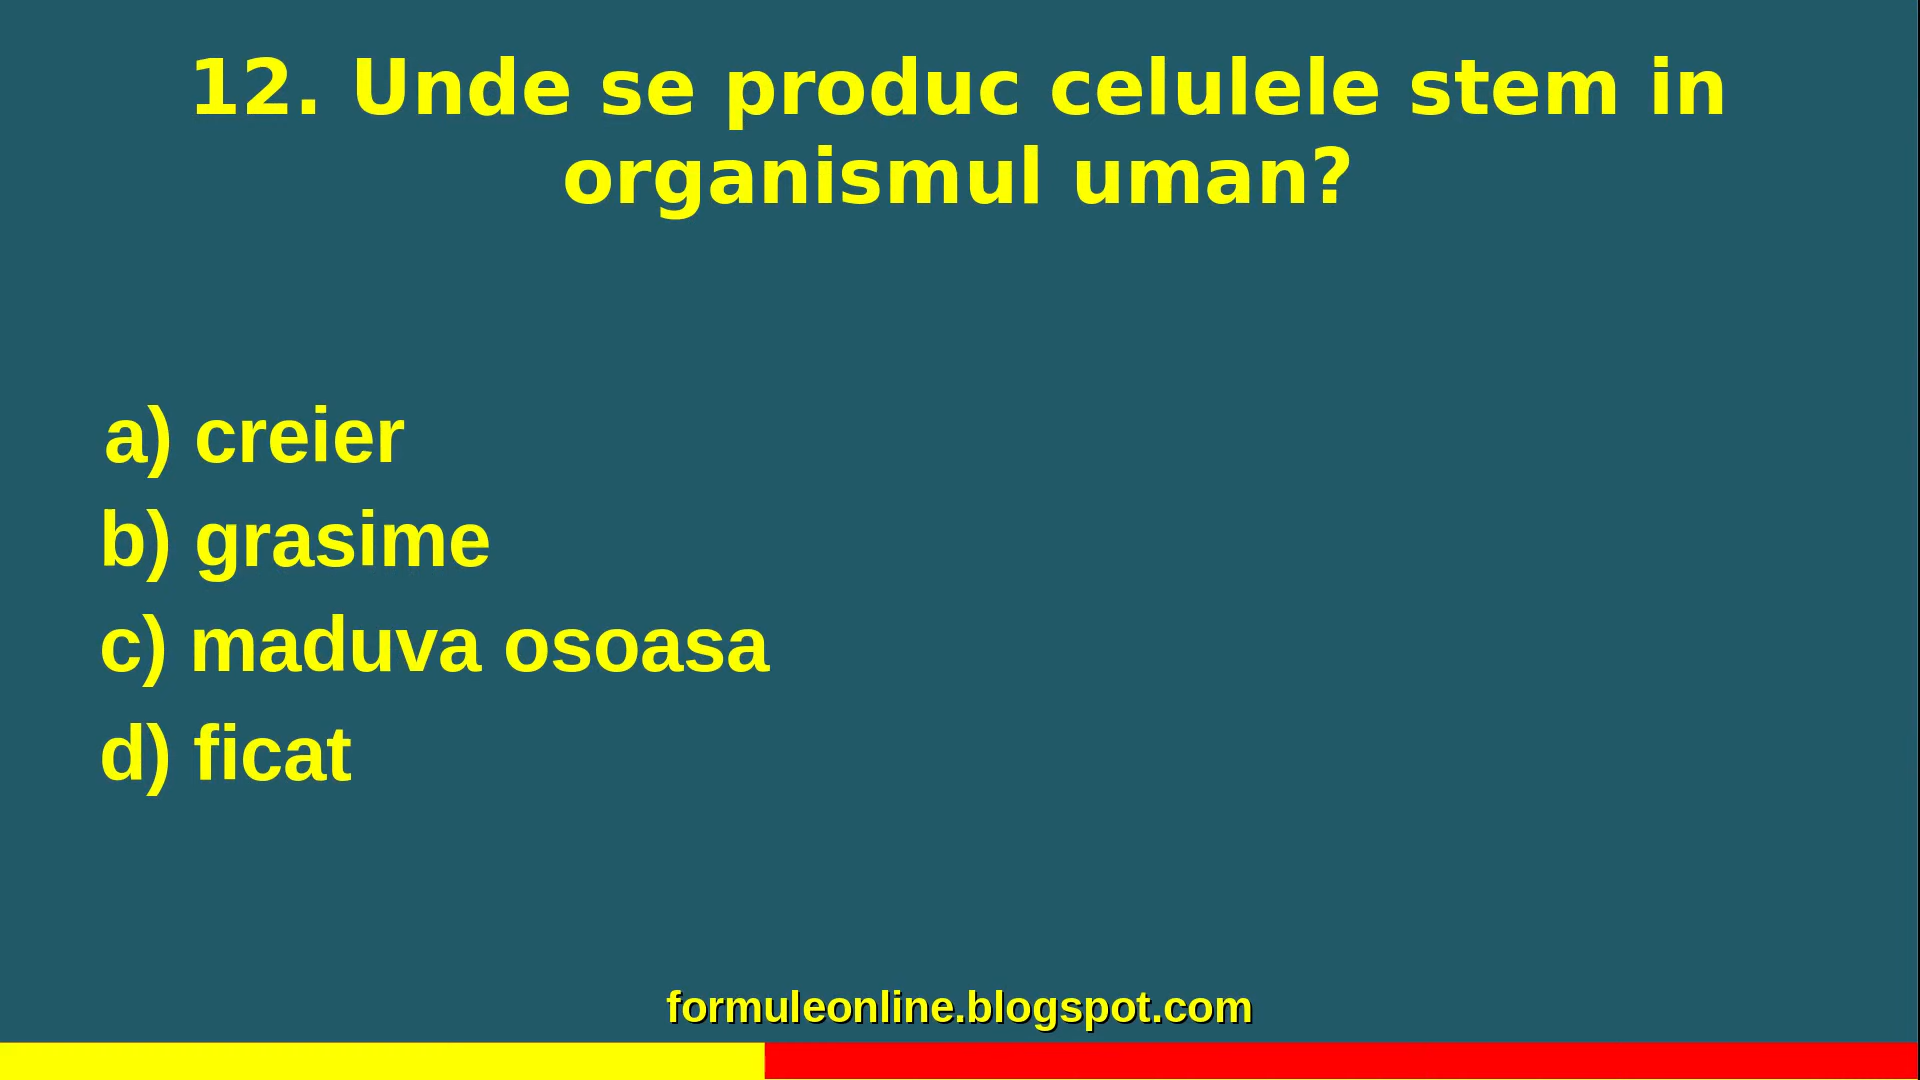 12. Unde se produc celulele stem in
organismul uman?
a) creier
b) grasime
c) maduva osoasa
d) ficat
formuleonline.blogspot.com